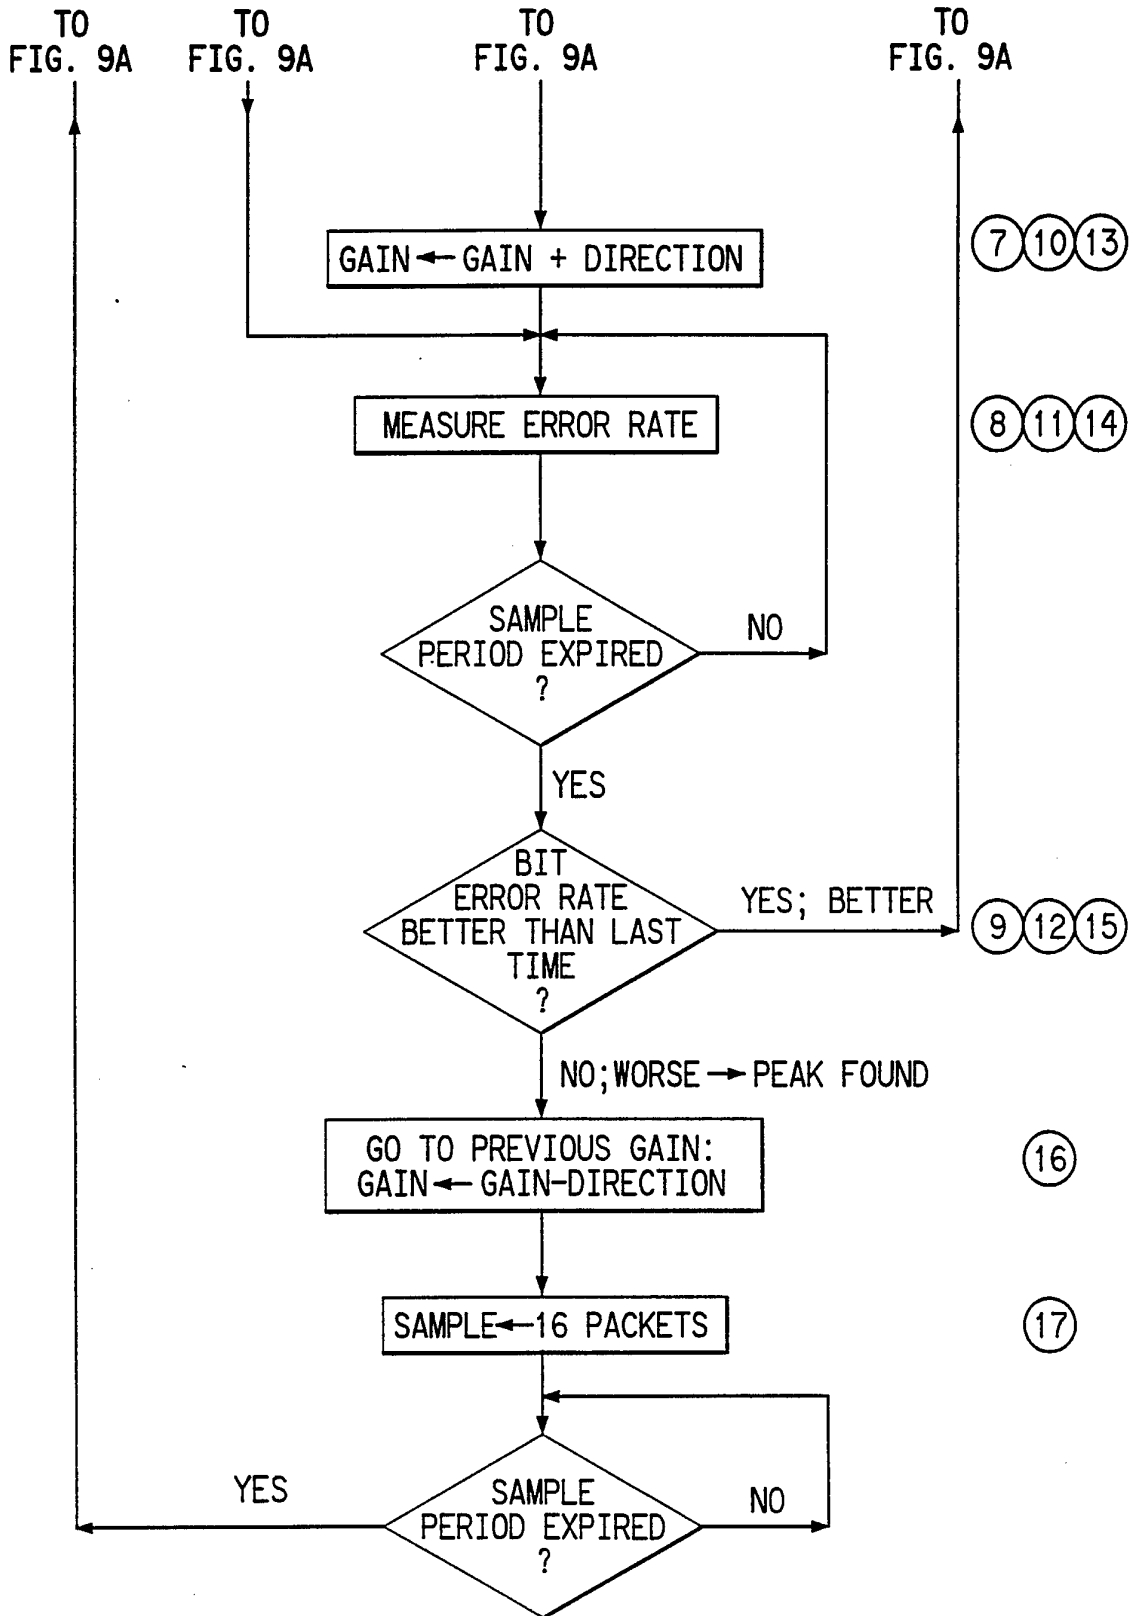 TO TO TO TO
FIG. 9A FIG. 9A FIG. 9A FIG. 9A
GAIN ← GAIN + DIRECTION 7 10 13
MEASURE ERROR RATE 8 11 14
SAMPLE
PERIOD EXPIRED
?
NO
YES
BIT
ERROR RATE
BETTER THAN LAST
TIME
?
YES; BETTER
9 12 15
NO; WORSE → PEAK FOUND
GO TO PREVIOUS GAIN:
GAIN ← GAIN-DIRECTION
16
SAMPLE ← 16 PACKETS 17
YES
SAMPLE
PERIOD EXPIRED
?
NO